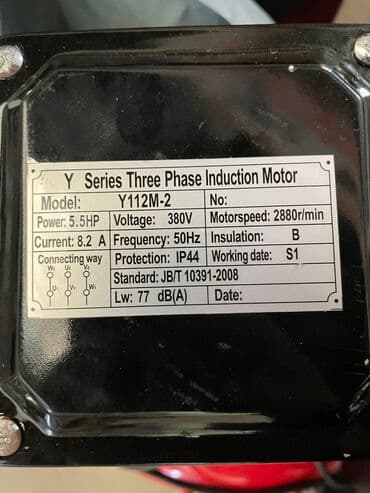 Y Series Three Phase Induction Motor
Model: Y112M-2 No:
Power: 5.5HP Voltage: 380V Motorspeed: 2880r/min
Current: 8.2 A Frequency: 50Hz Insulation: B
Connecting way Protection: IP44 Working date: S1
W₂ U₂ V₂
Standard: JB/T 10391-2008
U₁ V₁ W₁
Lw: 77 dB(A) Date: